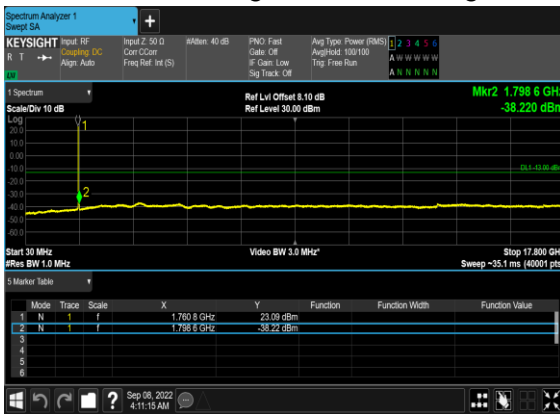 Spectrum Analyzer 1
Swept SA
KEYSIGHT Input: RF Input Z: 50 Ω #Atten: 40 dB PNO: Fast Avg Type: Power (RMS) 1 2 3 4 5 6
R T Coupling: DC Corr CCorr Gate: Off Avg|Hold: 100/100 A W W W W W
Align: Auto Freq Ref: Int (S) IF Gain: Low Trig: Free Run
LV Sig Track: Off A N N N N N
1 Spectrum Ref Lvl Offset 8.10 dB Mkr2 1.798 6 GHz
Scale/Div 10 dB Ref Level 30.00 dBm -38.220 dBm
Log
1
20.0
10.0
0.00
-10.0 DL1 -13.00 dBm
-20.0
-30.0 2
-40.0
-50.0
-60.0
Start 30 MHz Video BW 3.0 MHz* Stop 17.800 GHz
#Res BW 1.0 MHz Sweep ~35.1 ms (40001 pts)
5 Marker Table
Mode Trace Scale X Y Function Function Width Function Value
1 N 1 f 1.760 8 GHz 23.09 dBm
2 N 1 f 1.798 6 GHz -38.22 dBm
3
4
5
6
? Sep 08, 2022
4:11:15 AM